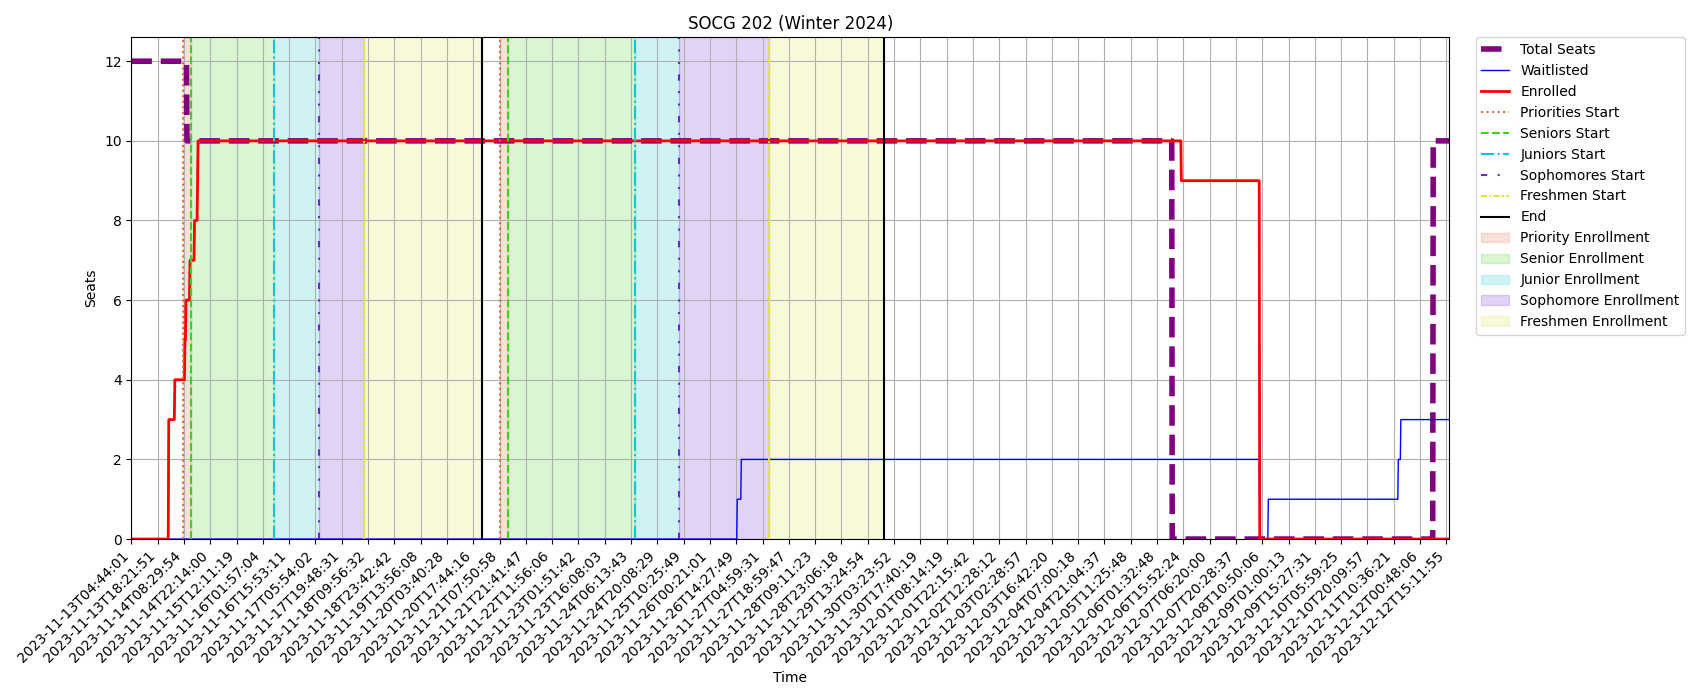 SOCG 202 (Winter 2024)
Seats
12
10
8
6
4
2
0
2023-11-13T04:44:01
2023-11-13T18:21:51
2023-11-14T08:29:54
2023-11-14T22:14:00
2023-11-15T12:11:19
2023-11-16T01:57:04
2023-11-16T15:53:11
2023-11-17T05:54:02
2023-11-17T19:48:31
2023-11-18T09:56:32
2023-11-18T23:42:42
2023-11-19T13:56:08
2023-11-20T03:40:28
2023-11-20T17:44:16
2023-11-21T07:50:58
2023-11-21T21:41:47
2023-11-22T11:56:06
2023-11-23T01:51:42
2023-11-23T16:08:03
2023-11-24T06:13:43
2023-11-24T20:08:29
2023-11-25T10:25:49
2023-11-26T00:21:01
2023-11-26T14:27:49
2023-11-27T04:59:31
2023-11-27T18:59:47
2023-11-28T09:11:23
2023-11-28T23:06:18
2023-11-29T13:24:54
2023-11-30T03:23:52
2023-11-30T17:40:19
2023-12-01T08:14:19
2023-12-01T22:15:42
2023-12-02T12:28:12
2023-12-03T02:28:57
2023-12-03T16:42:20
2023-12-04T07:00:18
2023-12-04T21:04:37
2023-12-05T11:25:48
2023-12-06T01:32:48
2023-12-06T15:52:24
2023-12-07T06:20:00
2023-12-07T20:28:37
2023-12-08T10:50:06
2023-12-09T01:00:13
2023-12-09T15:27:31
2023-12-10T05:59:25
2023-12-10T20:09:57
2023-12-11T10:36:21
2023-12-12T00:48:06
2023-12-12T15:11:55
Time
Total Seats
Waitlisted
Enrolled
Priorities Start
Seniors Start
Juniors Start
Sophomores Start
Freshmen Start
End
Priority Enrollment
Senior Enrollment
Junior Enrollment
Sophomore Enrollment
Freshmen Enrollment